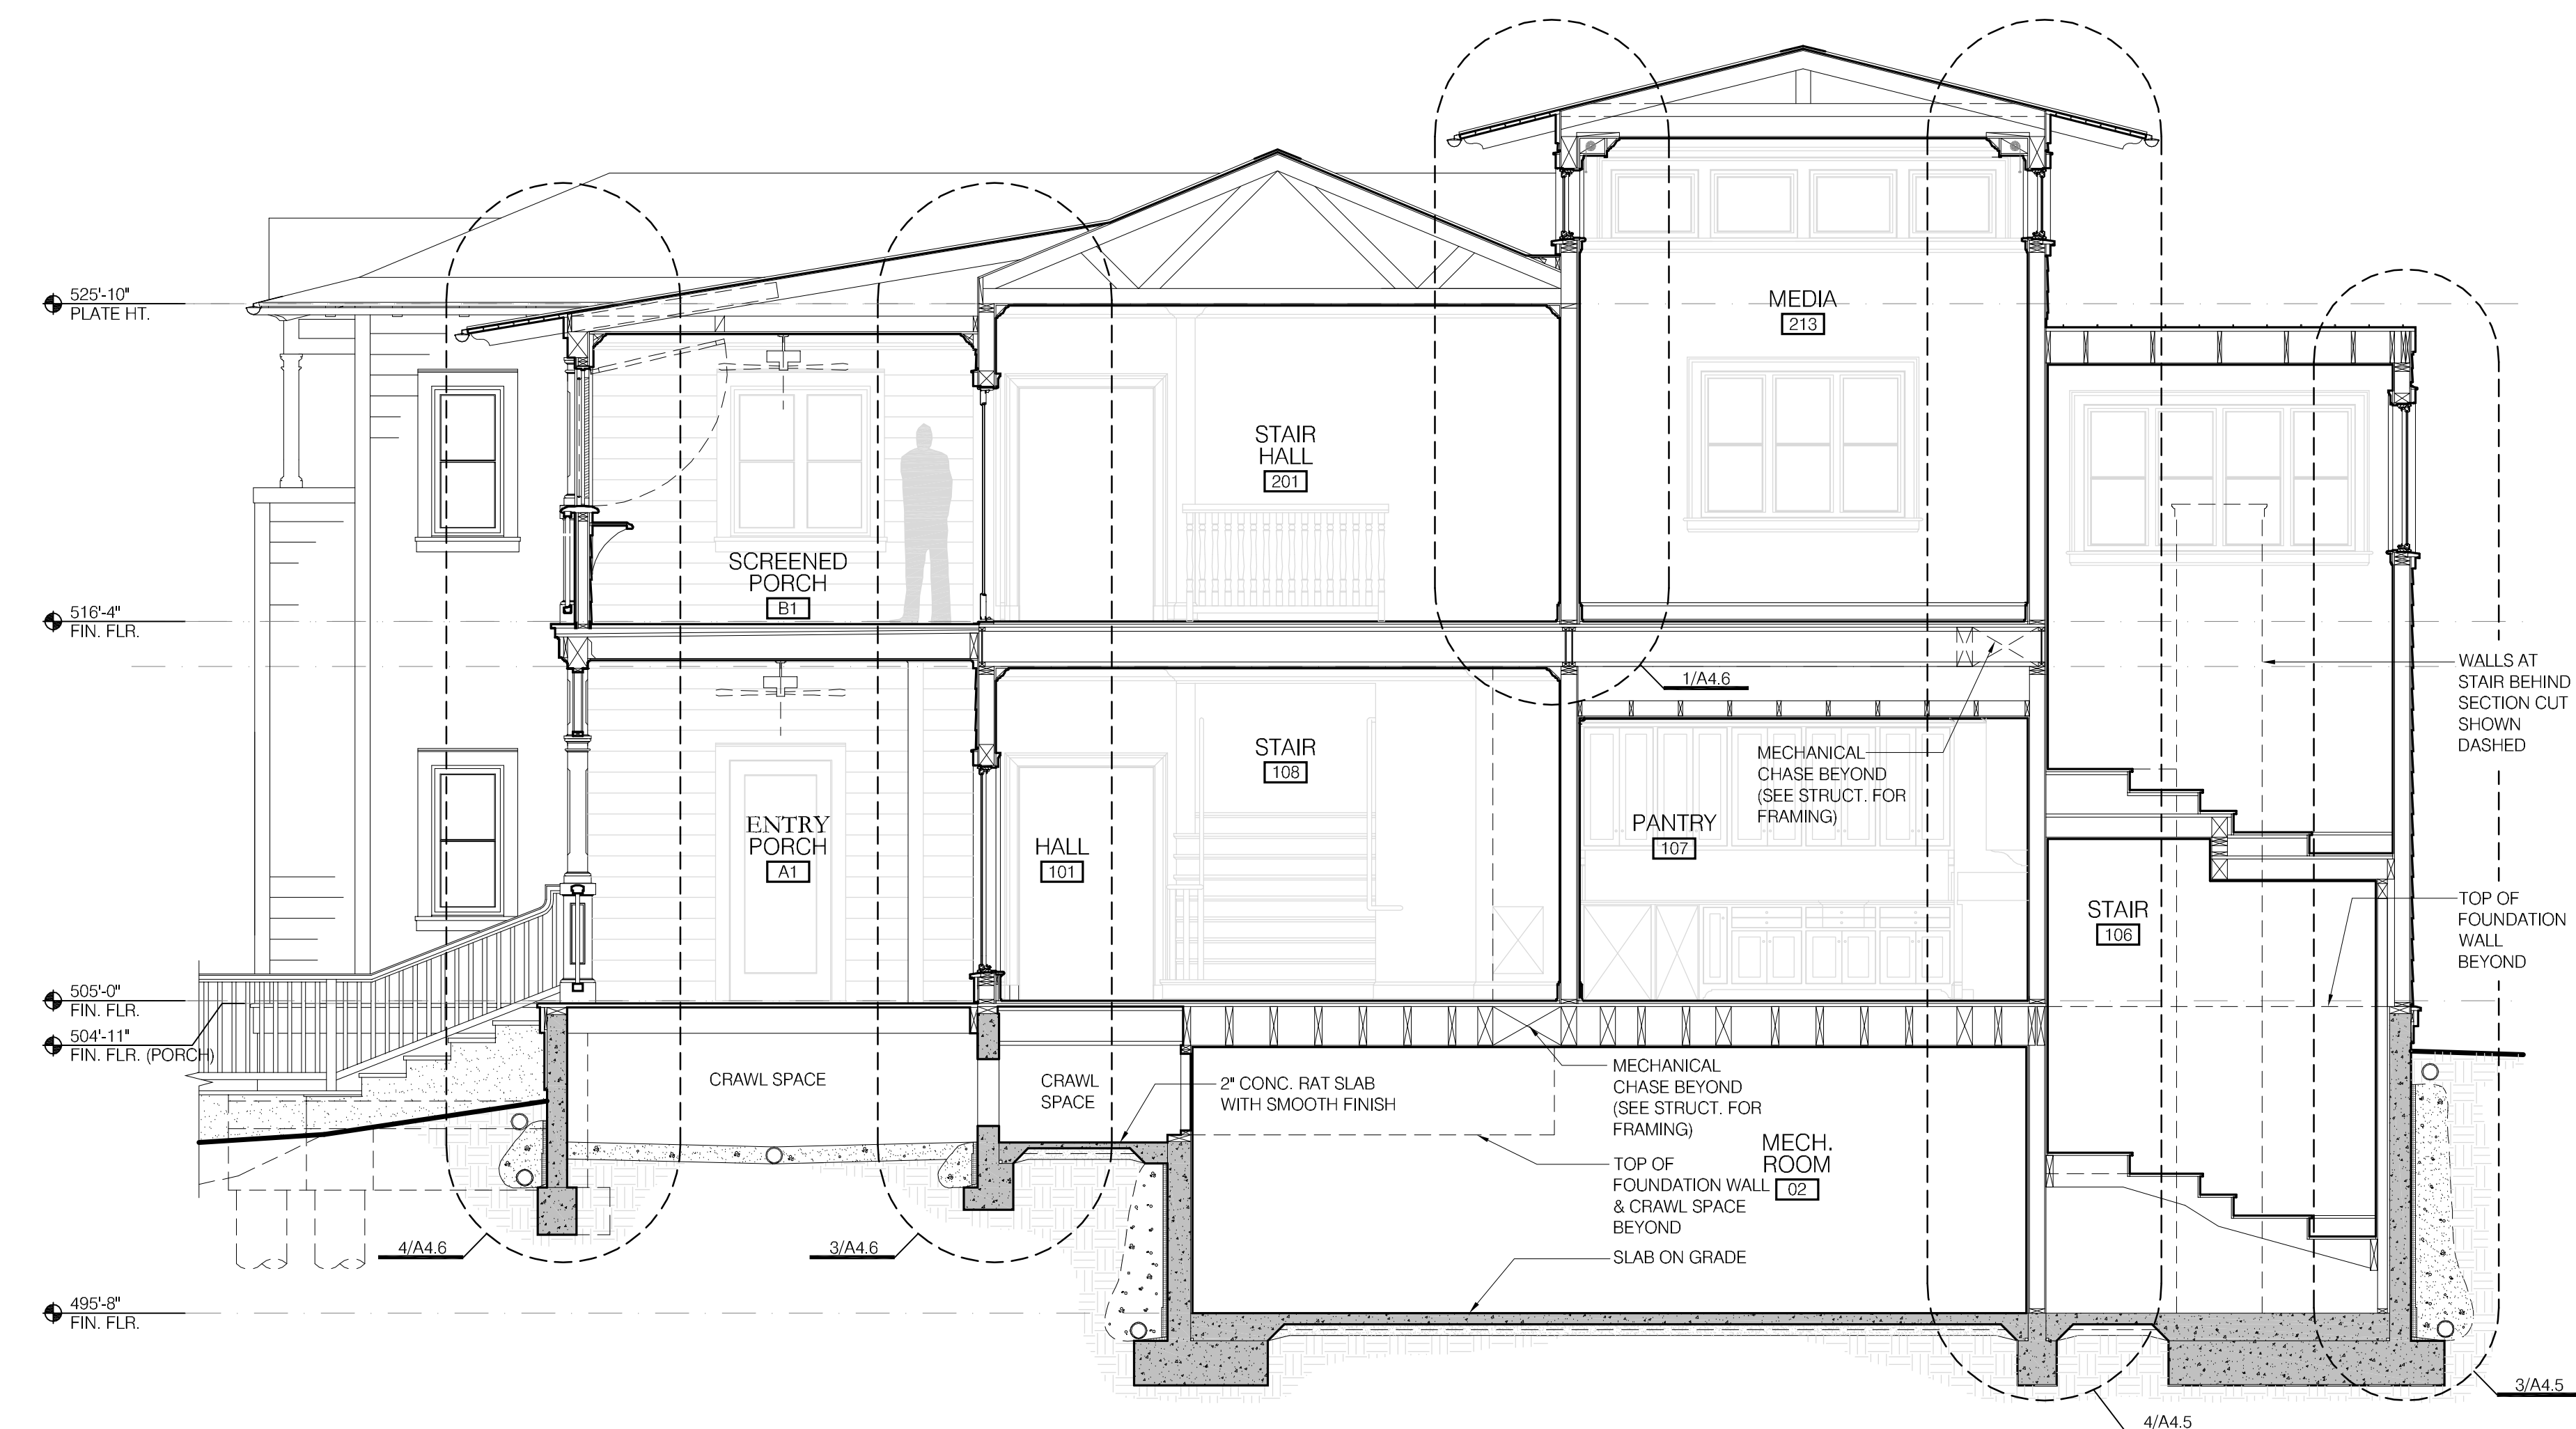 525'-10"
PLATE HT.
516'-4"
FIN. FLR.
505'-0"
FIN. FLR.
504'-11"
FIN. FLR. (PORCH)
495'-8"
FIN. FLR.
SCREENED
PORCH
B1
STAIR
HALL
201
MEDIA
213
1/A4.6
ENTRY
PORCH
A1
HALL
101
STAIR
108
PANTRY
107
MECHANICAL
CHASE BEYOND
(SEE STRUCT. FOR
FRAMING)
STAIR
106
WALLS AT
STAIR BEHIND
SECTION CUT
SHOWN
DASHED
TOP OF
FOUNDATION
WALL
BEYOND
CRAWL SPACE
CRAWL
SPACE
2" CONC. RAT SLAB
WITH SMOOTH FINISH
MECHANICAL
CHASE BEYOND
(SEE STRUCT. FOR
FRAMING)
MECH.
ROOM
02
TOP OF
FOUNDATION WALL
& CRAWL SPACE
BEYOND
SLAB ON GRADE
4/A4.6
3/A4.6
3/A4.5
4/A4.5